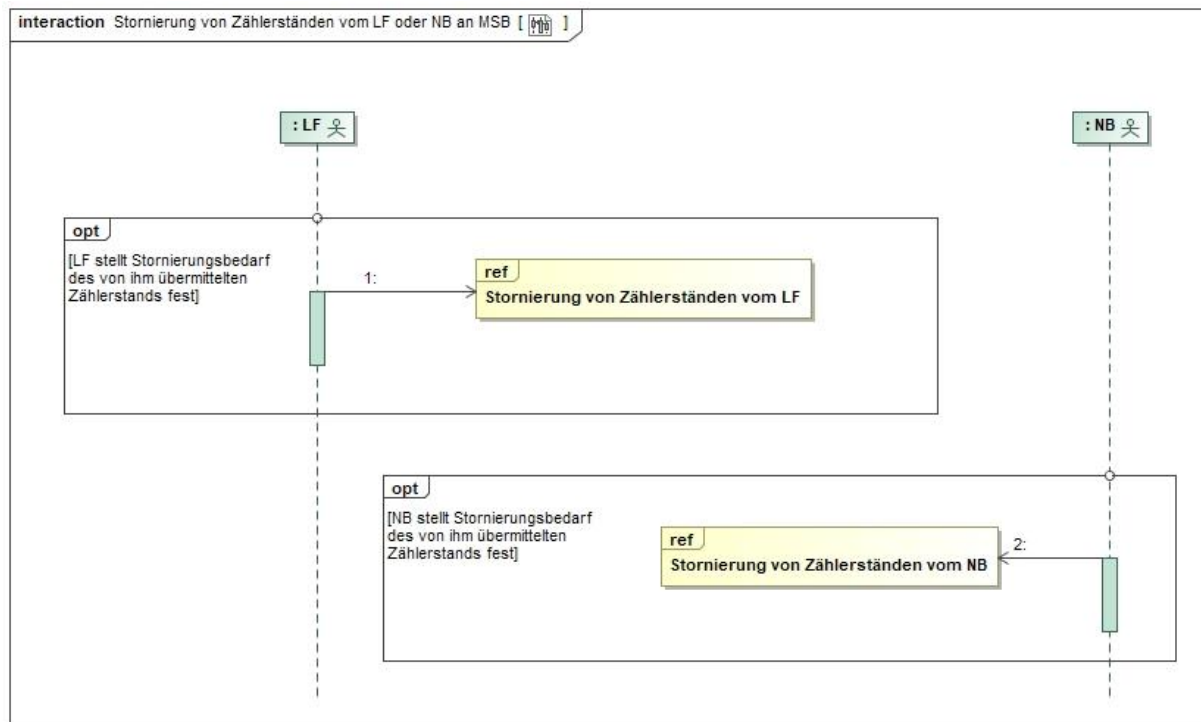 interaction Stornierung von Zählerständen vom LF oder NB an MSB [ ]
: LF
: NB
opt
[LF stellt Stornierungsbedarf
des von ihm übermittelten
Zählerstands fest]
1:
ref
Stornierung von Zählerständen vom LF
opt
[NB stellt Stornierungsbedarf
des von ihm übermittelten
Zählerstands fest]
ref
Stornierung von Zählerständen vom NB
2: